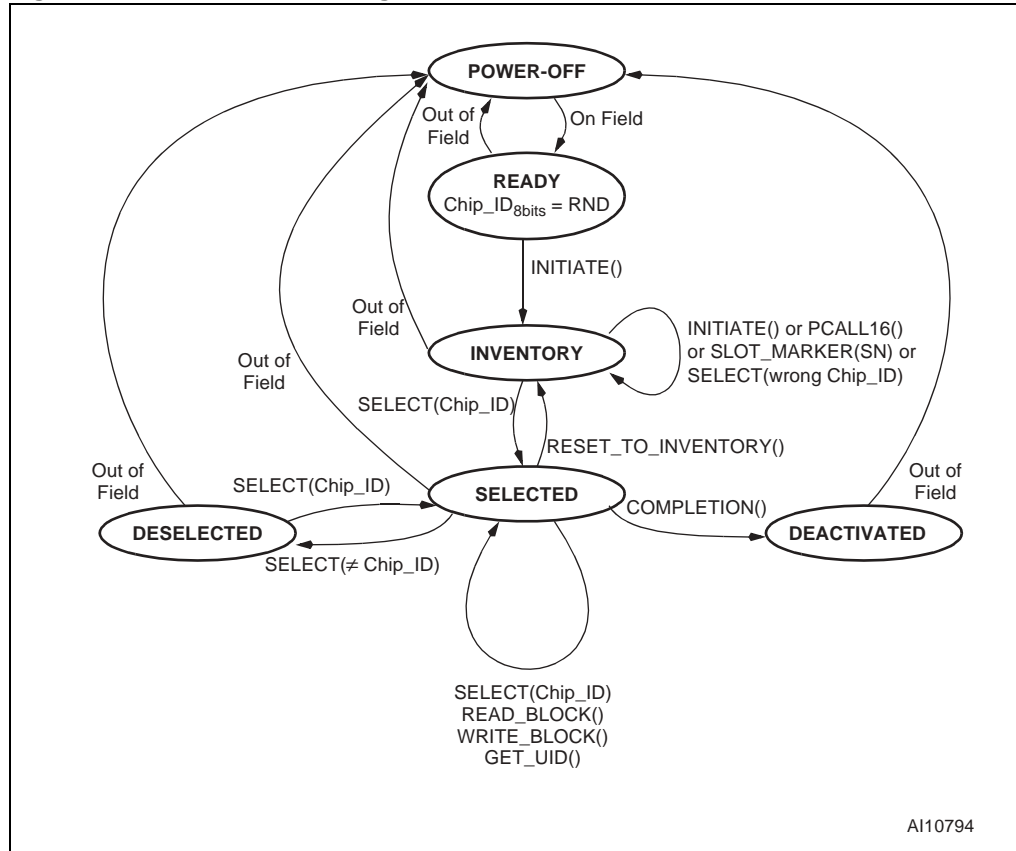 POWER-OFF
Out of
Field
On Field
READY
Chip_ID8bits = RND
INITIATE()
Out of
Field
INVENTORY
INITIATE() or PCALL16()
or SLOT_MARKER(SN) or
SELECT(wrong Chip_ID)
Out of
Field
SELECT(Chip_ID)
RESET_TO_INVENTORY()
Out of
Field
SELECT(Chip_ID)
SELECTED
COMPLETION()
Out of
Field
DESELECTED
DEACTIVATED
SELECT(≠ Chip_ID)
SELECT(Chip_ID)
READ_BLOCK()
WRITE_BLOCK()
GET_UID()
AI10794